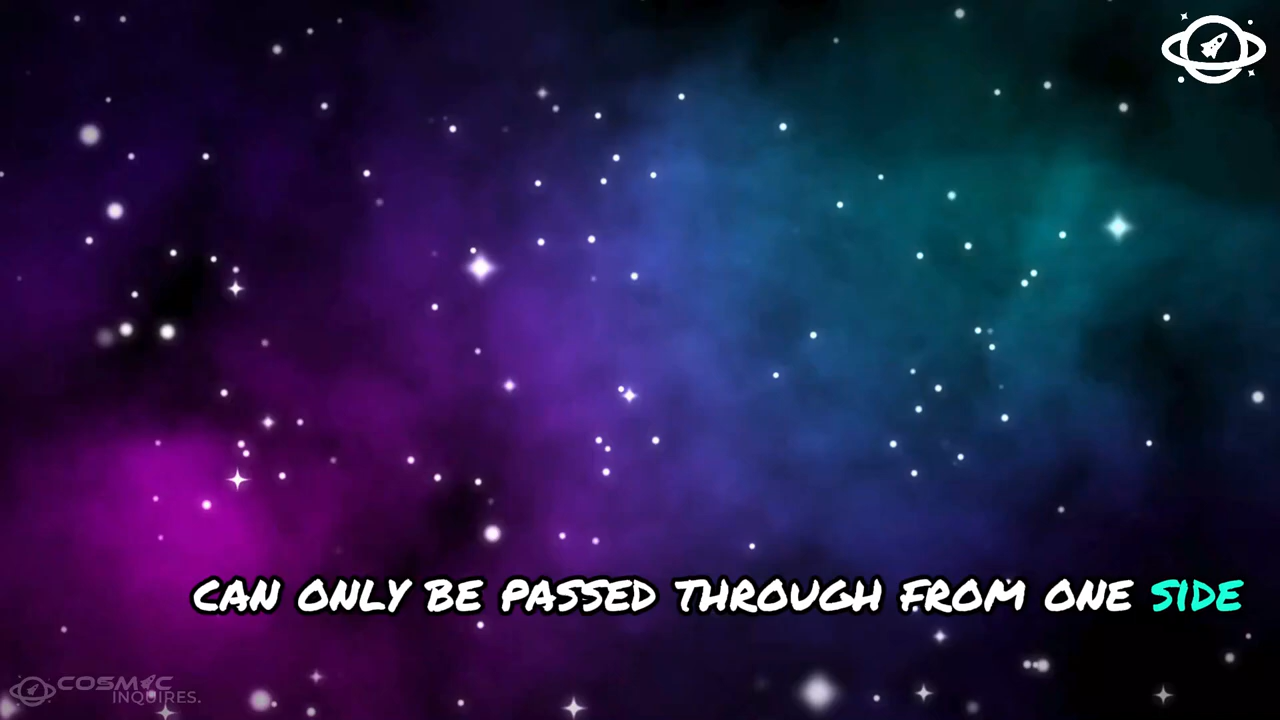 CAN ONLY BE PASSED THROUGH FROM ONE SIDE
COSMIC
INQUIRES.